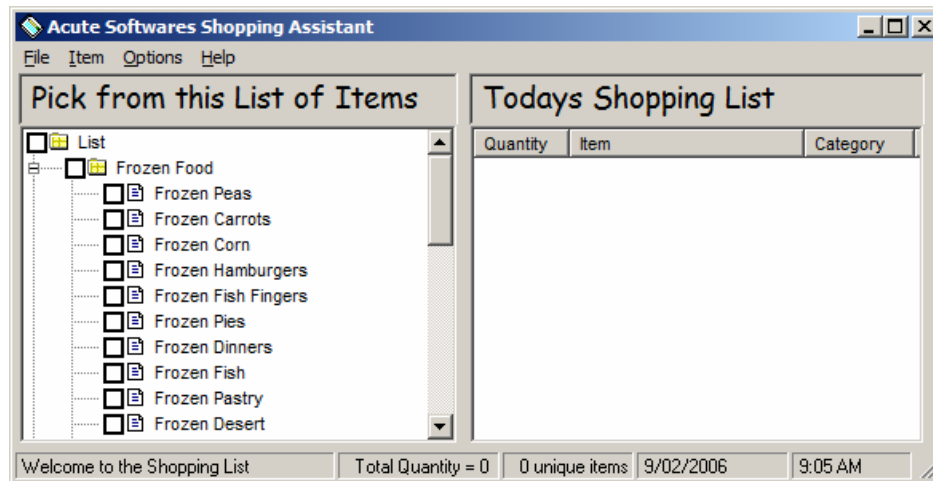 Acute Softwares Shopping Assistant
File Item Options Help
Pick from this List of Items
Todays Shopping List
List
Frozen Food
Frozen Peas
Frozen Carrots
Frozen Corn
Frozen Hamburgers
Frozen Fish Fingers
Frozen Pies
Frozen Dinners
Frozen Fish
Frozen Pastry
Frozen Desert
Quantity Item Category
Welcome to the Shopping List Total Quantity = 0 0 unique items 9/02/2006 9:05 AM